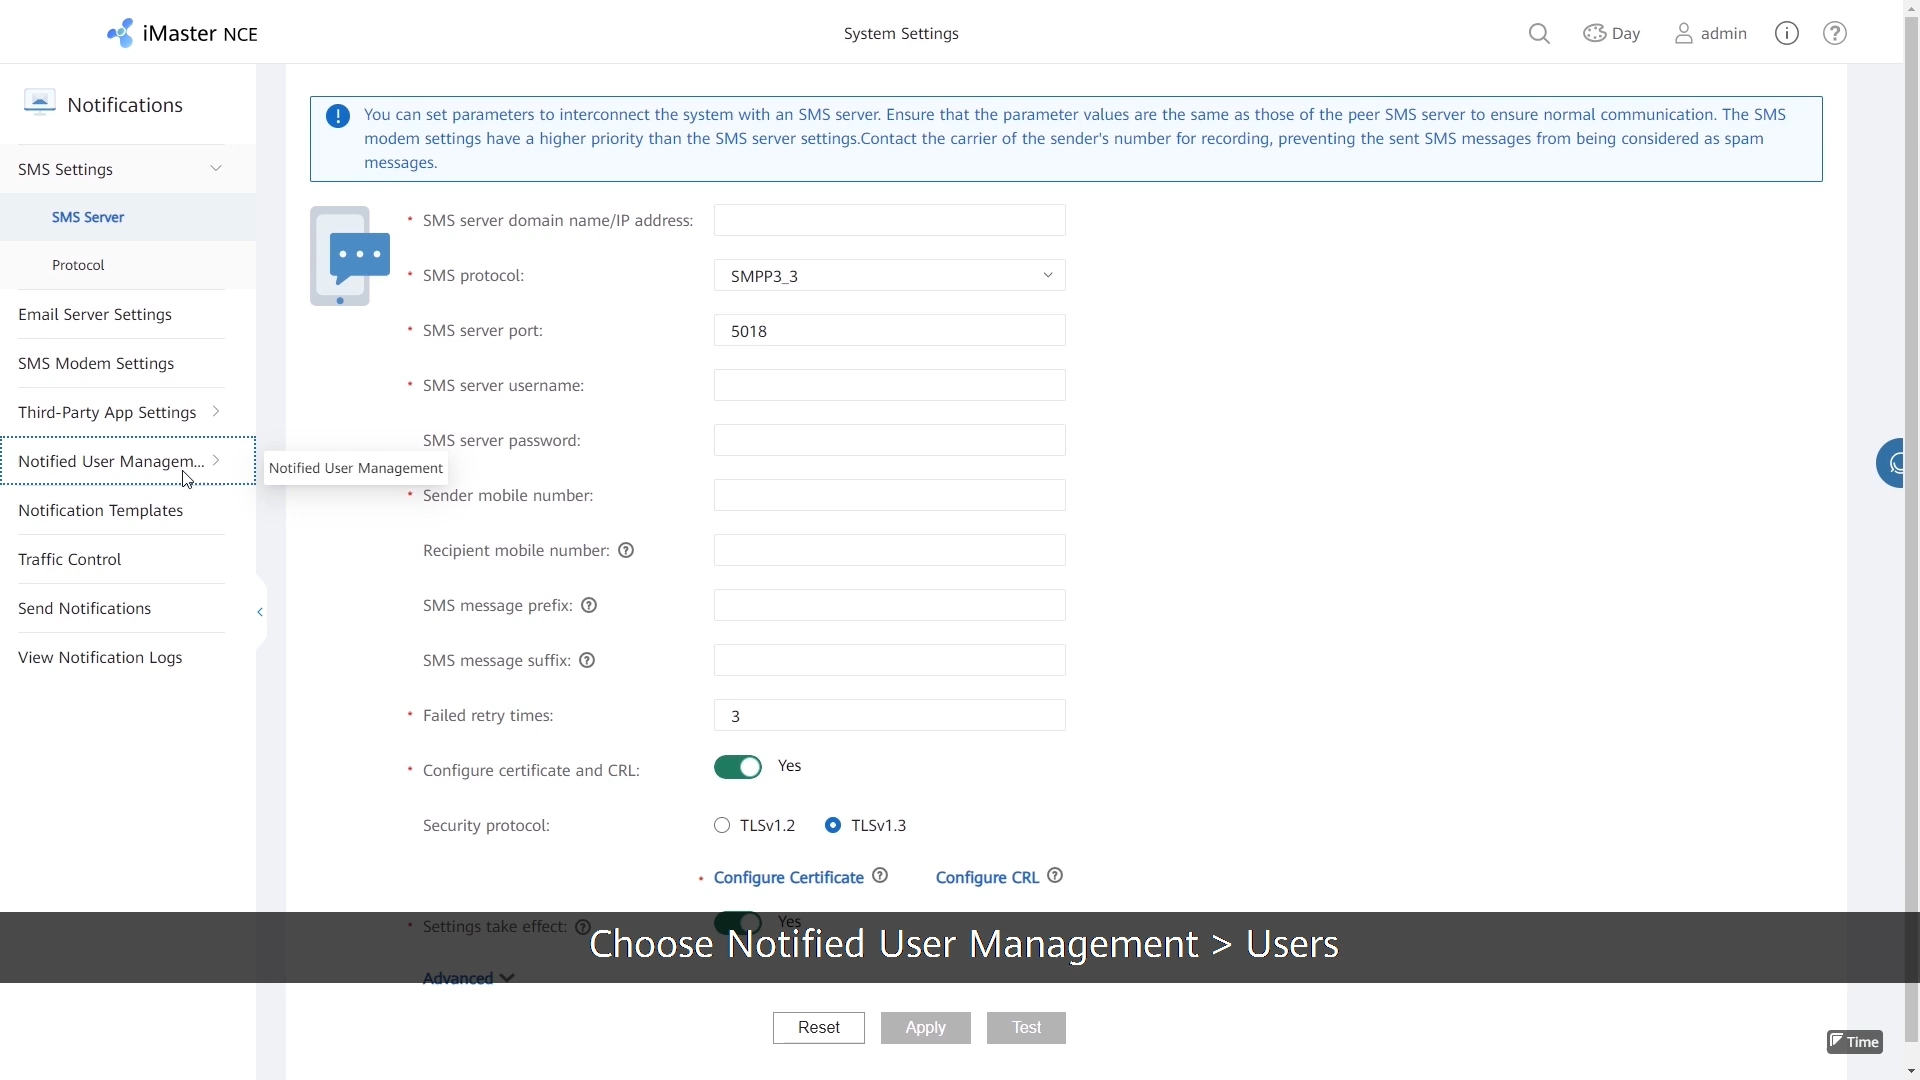 iMaster NCE
System Settings
Day
admin
Notifications
SMS Settings
SMS Server
Protocol
Email Server Settings
SMS Modem Settings
Third-Party App Settings
Notified User Managem...
Notification Templates
Traffic Control
Send Notifications
View Notification Logs
Notified User Management
You can set parameters to interconnect the system with an SMS server. Ensure that the parameter values are the same as those of the peer SMS server to ensure normal communication. The SMS
modem settings have a higher priority than the SMS server settings.Contact the carrier of the sender's number for recording, preventing the sent SMS messages from being considered as spam
messages.
* SMS server domain name/IP address:
* SMS protocol: SMPP3_3
* SMS server port: 5018
* SMS server username:
SMS server password:
* Sender mobile number:
Recipient mobile number:
SMS message prefix:
SMS message suffix:
* Failed retry times: 3
* Configure certificate and CRL: Yes
Security protocol: TLSv1.2 TLSv1.3
* Configure Certificate Configure CRL
* Settings take effect: Yes
Choose Notified User Management > Users
Advanced
Reset Apply Test
Time